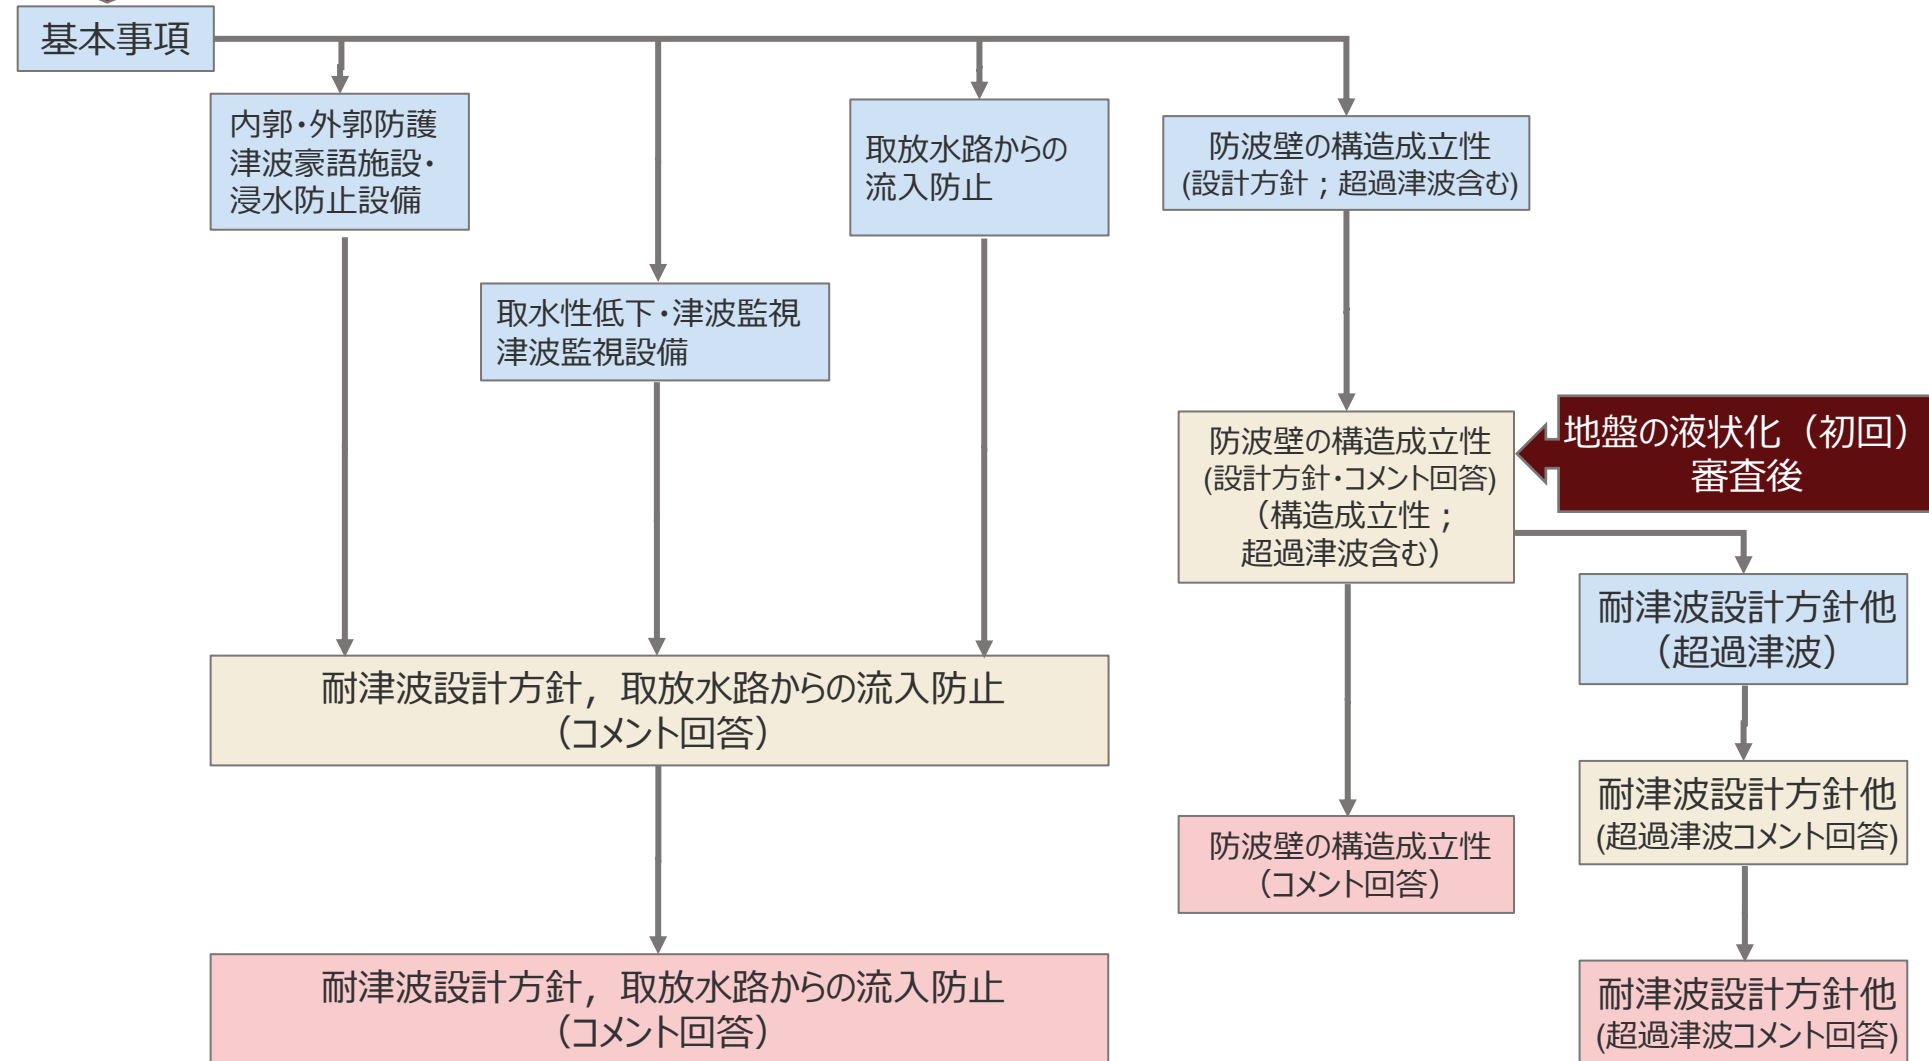 基本事項
内郭・外郭防護
津波豪語施設・
浸水防止設備
取放水路からの
流入防止
防波壁の構造成立性
(設計方針；超過津波含む)
取水性低下・津波監視
津波監視設備
防波壁の構造成立性
(設計方針・コメント回答)
（構造成立性；
超過津波含む）
地盤の液状化（初回）
審査後
耐津波設計方針他
（超過津波）
耐津波設計方針，取放水路からの流入防止
（コメント回答）
耐津波設計方針他
(超過津波コメント回答)
防波壁の構造成立性
（コメント回答）
耐津波設計方針，取放水路からの流入防止
（コメント回答）
耐津波設計方針他
(超過津波コメント回答)